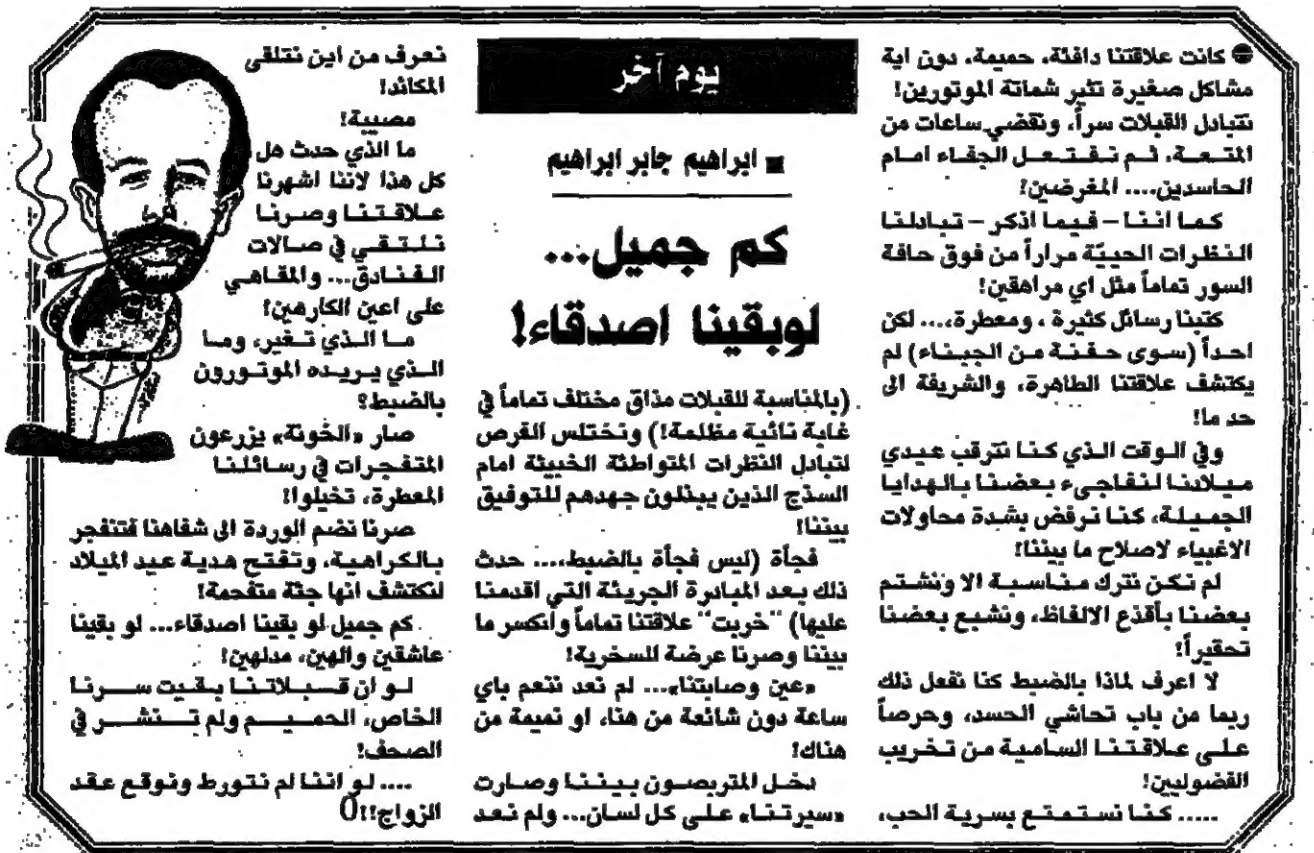 يوم آخر
■ ابراهيم جابر ابراهيم
كم جميل...
لوبقينا اصدقاء!
كانت علاقتنا دافئة، حميمة، دون اية
مشاكل صغيرة تثير شماتة الموتورين!
نتبادل القبلات سراً، ونقضي ساعات من
المتعة، ثم نفتعل الجفاء امام
الحاسدين.... المغرضين!
كما اننا – فيما اذكر – تبادلنا
النظرات الحييّة مراراً من فوق حافة
السور تماماً مثل اي مراهقين!
كتبنا رسائل كثيرة ، ومعطرة،... لكن
احداً (سوى حفنة من الجبناء) لم
يكتشف علاقتنا الطاهرة، والشريفة الى
حد ما!
وفي الوقت الذي كنا نترقب عيدي
ميلادنا لنفاجيء بعضنا بالهدايا
الجميلة، كنا نرفض بشدة محاولات
الاغبياء لاصلاح ما بيننا!
لم نكن نترك مناسبة الا ونشتم
بعضنا بأقذع الالفاظ، ونشبع بعضنا
تحقيراً!
لا اعرف لماذا بالضبط كنا نفعل ذلك
ربما من باب تحاشي الحسد، وحرصاً
على علاقتنا السامية من تخريب
الفضوليين!
..... كنا نستمتع بسرية الحب،
(بالمناسبة للقبلات مذاق مختلف تماماً في
غابة نائية مظلمة!) ونختلس الفرص
لتبادل النظرات المتواطئة الخبيثة امام
السذج الذين يبذلون جهدهم للتوفيق
بيننا!
فجأة (ليس فجأة بالضبط.... حدث
ذلك بعد المبادرة الجريئة التي اقدمنا
عليها) "خربت" علاقتنا تماماً وانكسر ما
بيننا وصرنا عرضة للسخرية!
«عين وصابتنا»... لم نعد ننعم باي
ساعة دون شائعة من هنا، او نميمة من
هناك!
دخل المتربصون بيننا وصارت
«سيرتنا» على كل لسان... ولم نعد
نعرف من اين نتلقى
المكائد!
مصيبة!
ما الذي حدث هل
كل هذا لاننا اشهرنا
علاقتنا وصرنا
نلتقي في صالات
الفنادق... والمقاهي
على اعين الكارهين!
ما الذي تغير، وما
الذي يريده الموتورون
بالضبط؟
صار «الخُونة» يزرعون
المتفجرات في رسائلنا
المعطرة، تخيلوا!
صرنا نضم الوردة الى شفاهنا فتنفجر
بالكراهية، ونفتح هدية عيد الميلاد
لنكتشف انها جثة متفحمة!
كم جميل لو بقينا اصدقاء... لو بقينا
عاشقين والهين، مدلهين!
لو ان قبلاتنا بقيت سرنا
الخاص، الحميم ولم تنشر في
الصحف!
.... لو اننا لم نتورط ونوقع عقد
الزواج!!0